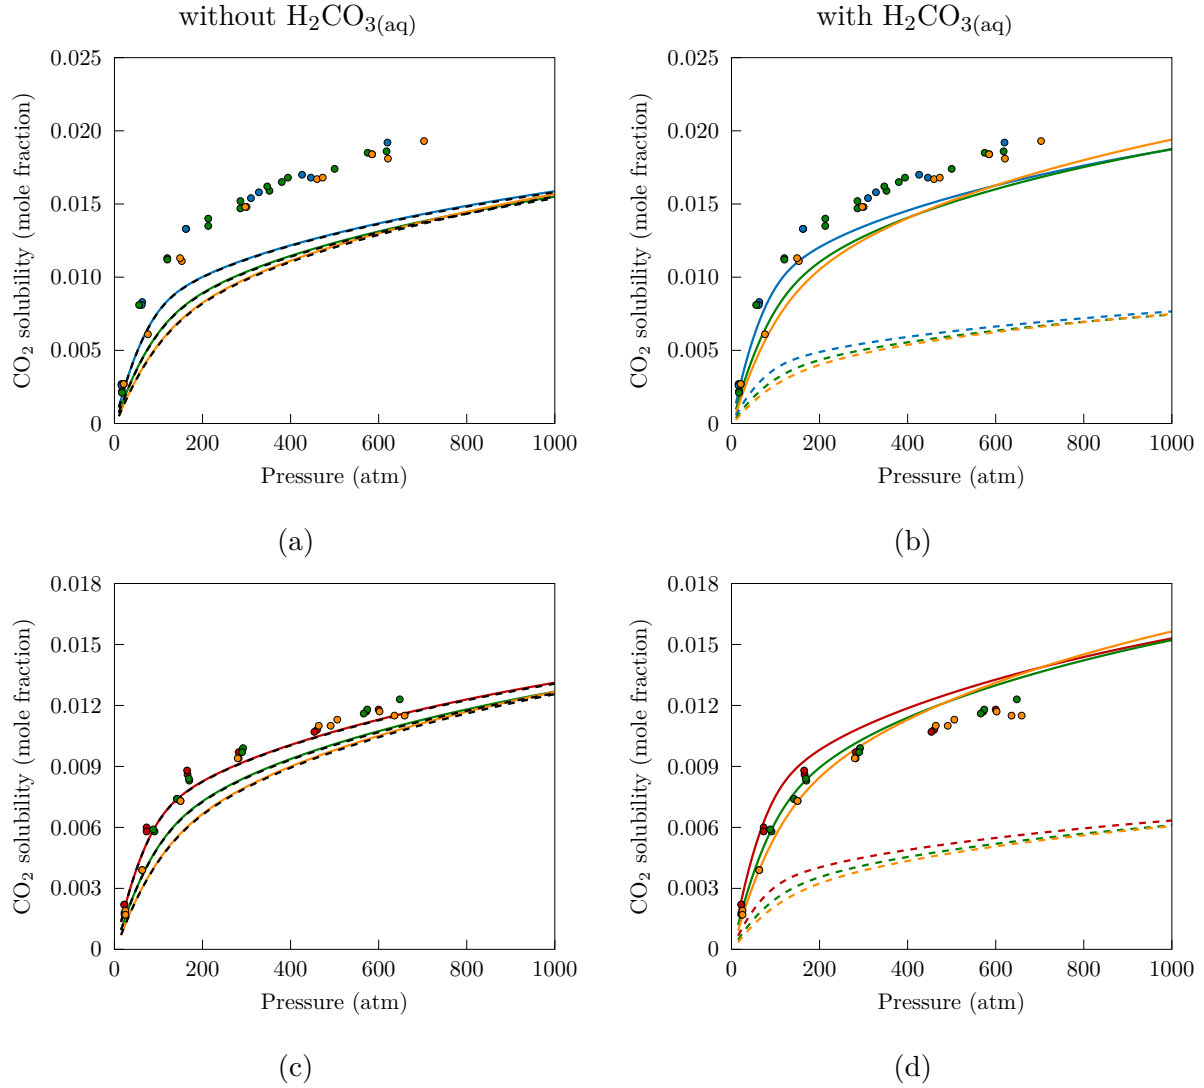 without H₂CO₃(aq)
with H₂CO₃(aq)
0.025
0.020
0.015
0.010
0.005
0
CO₂ solubility (mole fraction)
0 200 400 600 800 1000
Pressure (atm)
(a)
0.025
0.020
0.015
0.010
0.005
0
CO₂ solubility (mole fraction)
0 200 400 600 800 1000
Pressure (atm)
(b)
0.018
0.015
0.012
0.009
0.006
0.003
0
CO₂ solubility (mole fraction)
0 200 400 600 800 1000
Pressure (atm)
(c)
0.018
0.015
0.012
0.009
0.006
0.003
0
CO₂ solubility (mole fraction)
0 200 400 600 800 1000
Pressure (atm)
(d)